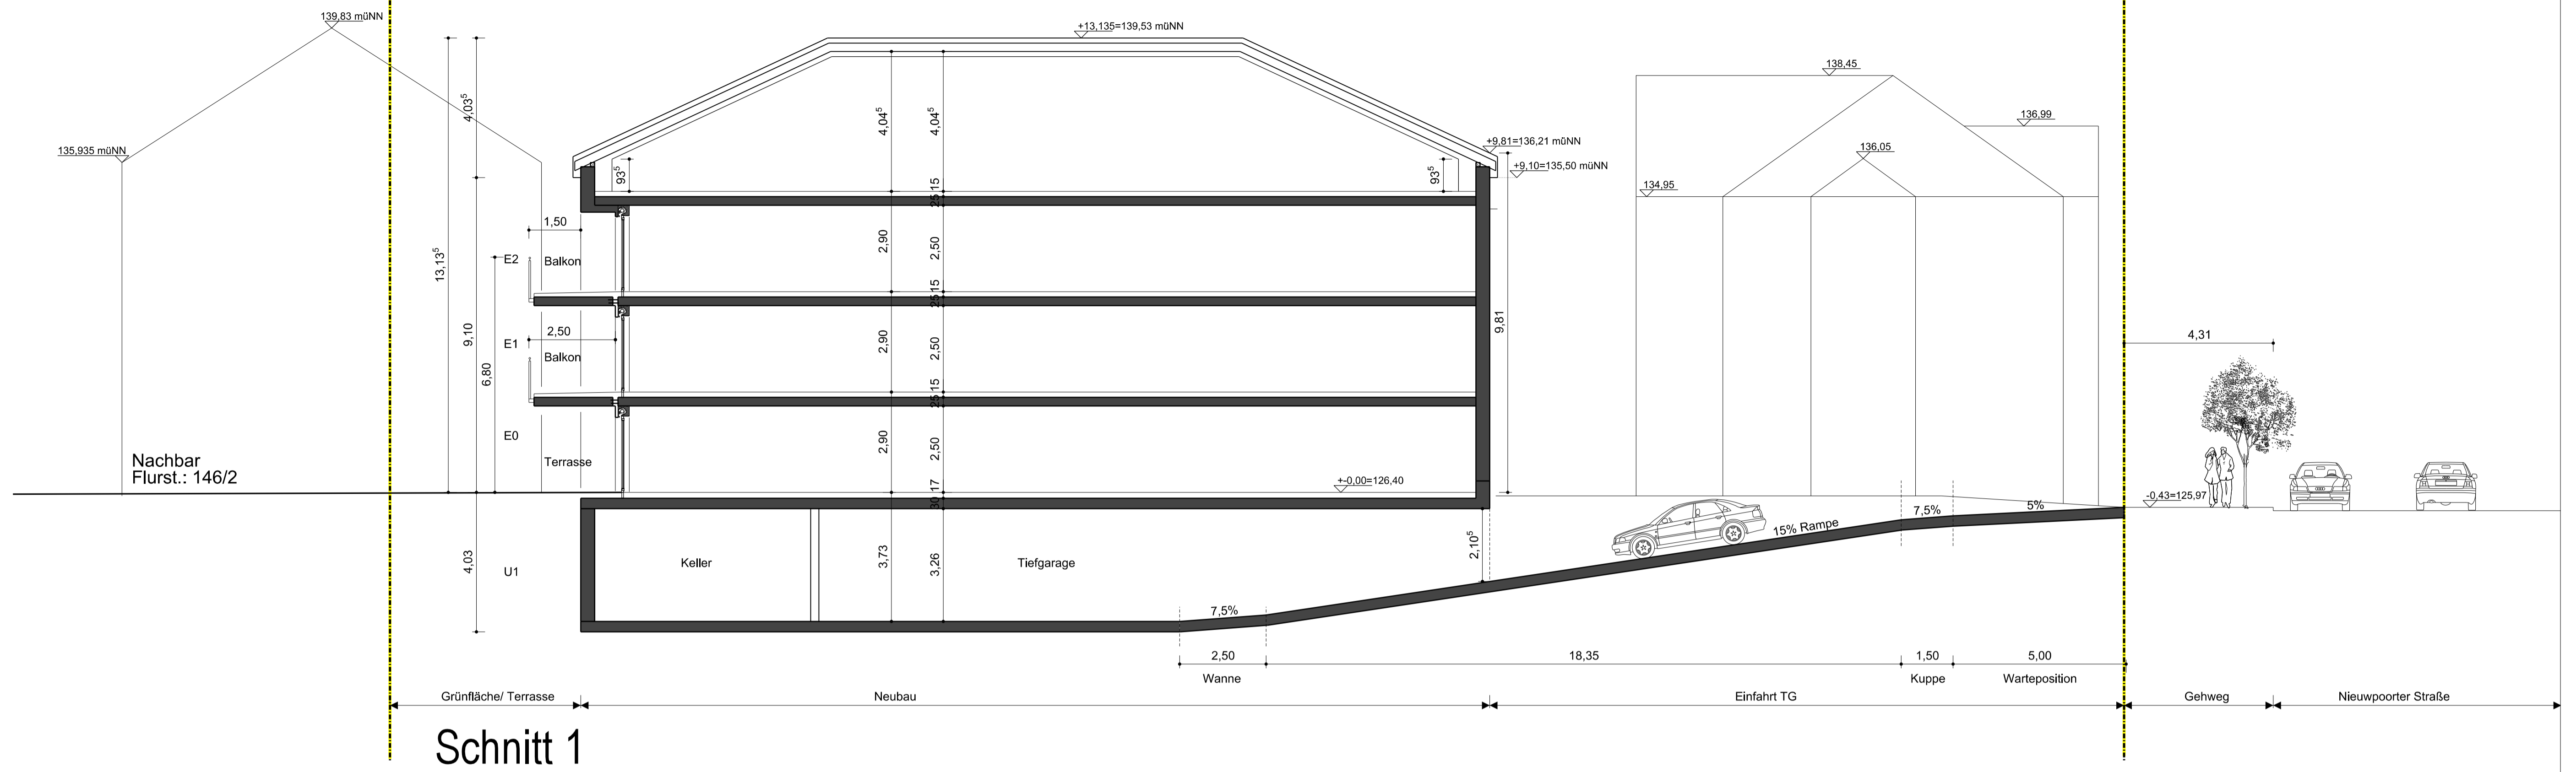 139,83 müNN
+13,135=139,53 müNN
138,45
136,99
136,05
134,95
135,935 müNN
4,03⁵
4,04⁵
4,04⁵
+9,81=136,21 müNN
+9,10=135,50 müNN
93⁵
93⁵
15
25
1,50
E2
Balkon
13,13⁵
2,90
2,50
15
25
2,50
E1
Balkon
9,10
6,80
2,90
2,50
9,81
4,31
15
25
E0
2,90
2,50
Terrasse
Nachbar
Flurst.: 146/2
+-0,00=126,40
17
30
-0,43=125,97
7,5%
5%
15% Rampe
4,03
U1
Keller
3,73
3,26
Tiefgarage
2,10⁵
7,5%
2,50
18,35
1,50
5,00
Wanne
Kuppe
Warteposition
Grünfläche/ Terrasse
Neubau
Einfahrt TG
Gehweg
Nieuwpoorter Straße
Schnitt 1